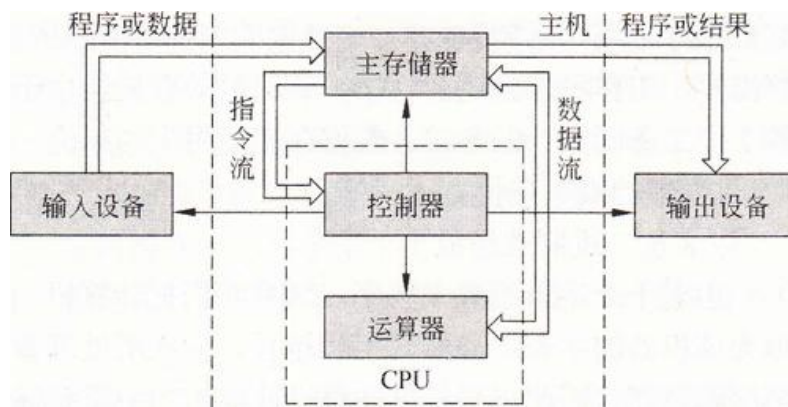 程序或数据
主机
程序或结果
主存储器
指令流
数据流
输入设备
控制器
输出设备
运算器
CPU